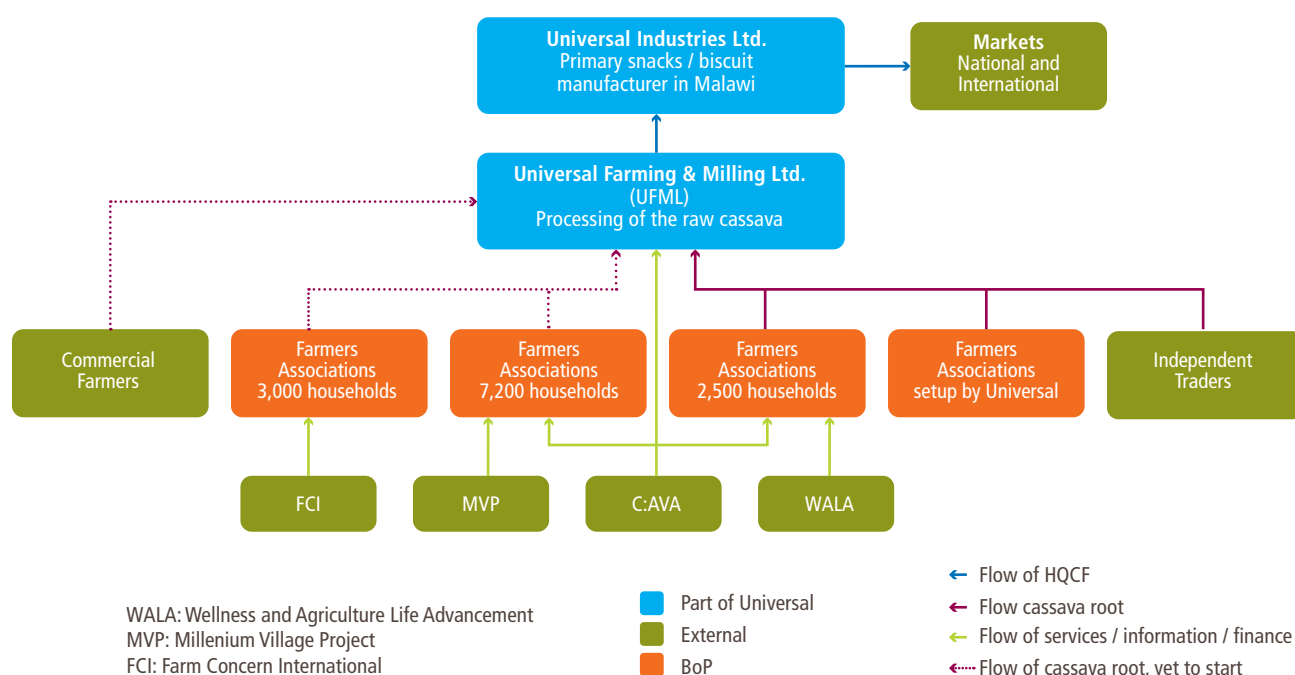 Universal Industries Ltd.
Primary snacks / biscuit
manufacturer in Malawi
Markets
National and
International
Universal Farming & Milling Ltd.
(UFML)
Processing of the raw cassava
Commercial
Farmers
Farmers
Associations
3,000 households
Farmers
Associations
7,200 households
Farmers
Associations
2,500 households
Farmers
Associations
setup by Universal
Independent
Traders
FCI
MVP
C:AVA
WALA
WALA: Wellness and Agriculture Life Advancement
MVP: Millenium Village Project
FCI: Farm Concern International
Part of Universal
External
BoP
Flow of HQCF
Flow cassava root
Flow of services / information / finance
Flow of cassava root, yet to start